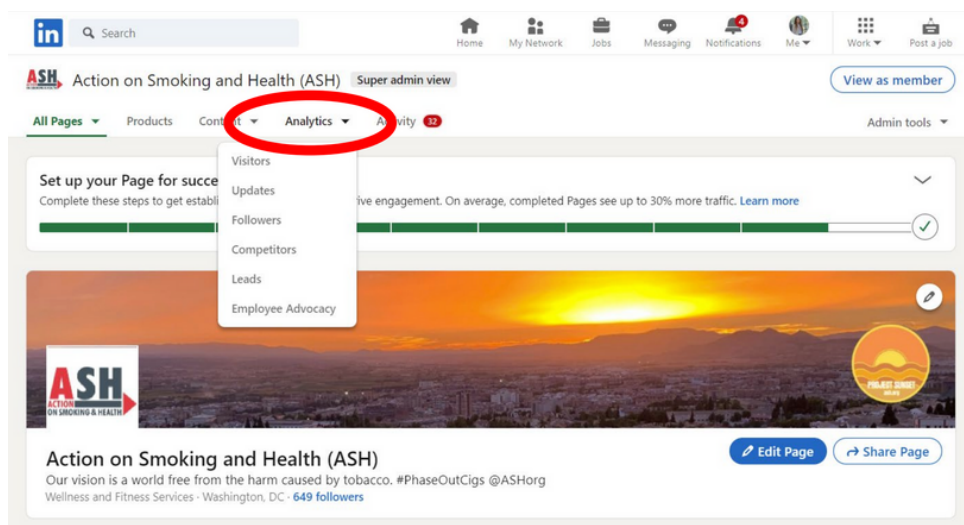 in Search Home My Network Jobs Messaging 4 Notifications Me Work Post a job
ASH Action on Smoking and Health (ASH) Super admin view View as member
All Pages Products Content Analytics Activity 32 Admin tools
Visitors
Updates
Followers
Competitors
Leads
Employee Advocacy
Set up your Page for succe
Complete these steps to get establi ive engagement. On average, completed Pages see up to 30% more traffic. Learn more
ASH
ACTION
ON SMOKING & HEALTH
PROJECT SUNSET
Action on Smoking and Health (ASH)
Edit Page Share Page
Our vision is a world free from the harm caused by tobacco. #PhaseOutCigs @ASHorg
Wellness and Fitness Services · Washington, DC · 649 followers